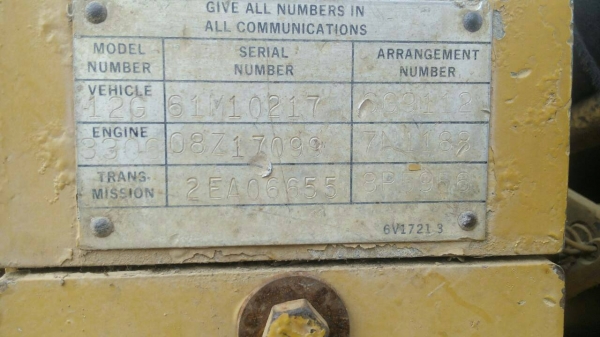 GIVE ALL NUMBERS IN
ALL COMMUNICATIONS
MODEL NUMBER SERIAL NUMBER ARRANGEMENT NUMBER
VEHICLE 12G 61M10217
ENGINE 3306 08Z17099
TRANS-MISSION 2EA06655
6V1721 3